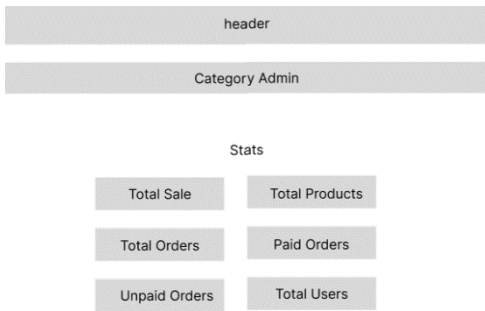 header
Category Admin
Stats
Total Sale
Total Products
Total Orders
Paid Orders
Unpaid Orders
Total Users